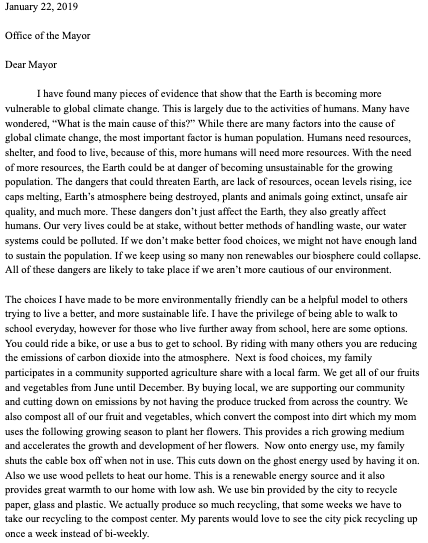 January 22, 2019
Office of the Mayor
Dear Mayor
I have found many pieces of evidence that show that the Earth is becoming more
vulnerable to global climate change. This is largely due to the activities of humans. Many have
wondered, “What is the main cause of this?” While there are many factors into the cause of
global climate change, the most important factor is human population. Humans need resources,
shelter, and food to live, because of this, more humans will need more resources. With the need
of more resources, the Earth could be at danger of becoming unsustainable for the growing
population. The dangers that could threaten Earth, are lack of resources, ocean levels rising, ice
caps melting, Earth’s atmosphere being destroyed, plants and animals going extinct, unsafe air
quality, and much more. These dangers don’t just affect the Earth, they also greatly affect
humans. Our very lives could be at stake, without better methods of handling waste, our water
systems could be polluted. If we don’t make better food choices, we might not have enough land
to sustain the population. If we keep using so many non renewables our biosphere could collapse.
All of these dangers are likely to take place if we aren’t more cautious of our environment.
The choices I have made to be more environmentally friendly can be a helpful model to others
trying to live a better, and more sustainable life. I have the privilege of being able to walk to
school everyday, however for those who live further away from school, here are some options.
You could ride a bike, or use a bus to get to school. By riding with many others you are reducing
the emissions of carbon dioxide into the atmosphere. Next is food choices, my family
participates in a community supported agriculture share with a local farm. We get all of our fruits
and vegetables from June until December. By buying local, we are supporting our community
and cutting down on emissions by not having the produce trucked from across the country. We
also compost all of our fruit and vegetables, which convert the compost into dirt which my mom
uses the following growing season to plant her flowers. This provides a rich growing medium
and accelerates the growth and development of her flowers. Now onto energy use, my family
shuts the cable box off when not in use. This cuts down on the ghost energy used by having it on.
Also we use wood pellets to heat our home. This is a renewable energy source and it also
provides great warmth to our home with low ash. We use bin provided by the city to recycle
paper, glass and plastic. We actually produce so much recycling, that some weeks we have to
take our recycling to the compost center. My parents would love to see the city pick recycling up
once a week instead of bi-weekly.